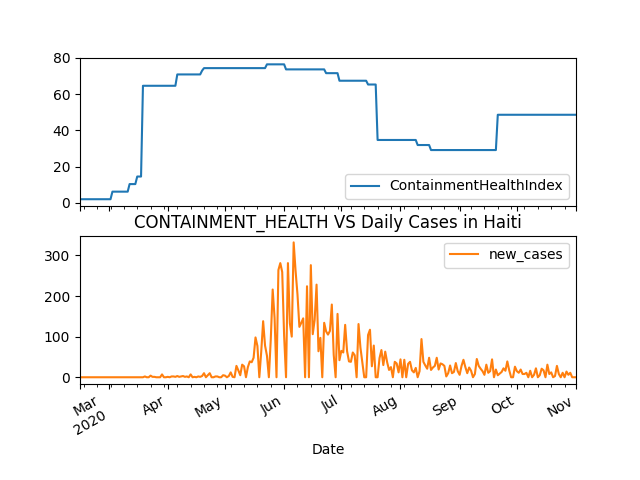 80
60
40
20
0
ContainmentHealthIndex
CONTAINMENT_HEALTH VS Daily Cases in Haiti
300
200
100
0
new_cases
Mar
2020
Apr
May
Jun
Jul
Aug
Sep
Oct
Nov
Date